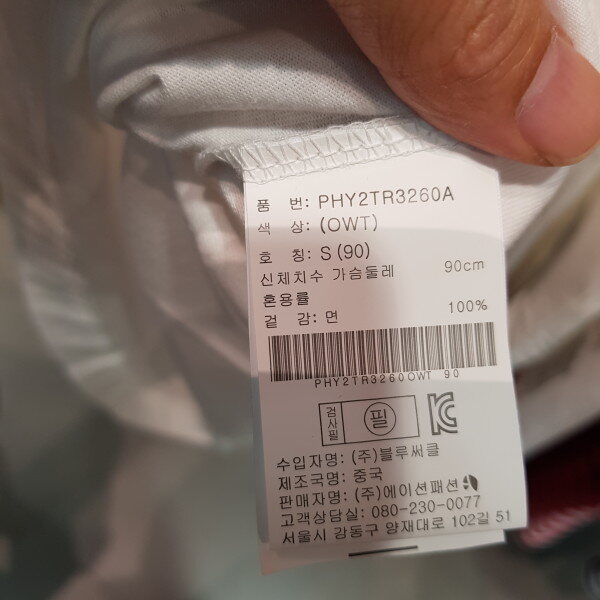 품 번: PHY2TR3260A
색 상: (OWT)
호 칭: S (90)
신체치수 가슴둘레 90cm
혼용률
겉 감: 면 100%
PHY2TR3260OWT 90
검사필 필
수입자명: (주)블루써클
제조국명: 중국
판매자명: (주)에이션패션
고객상담실: 080-230-0077
서울시 강동구 양재대로 102길 51